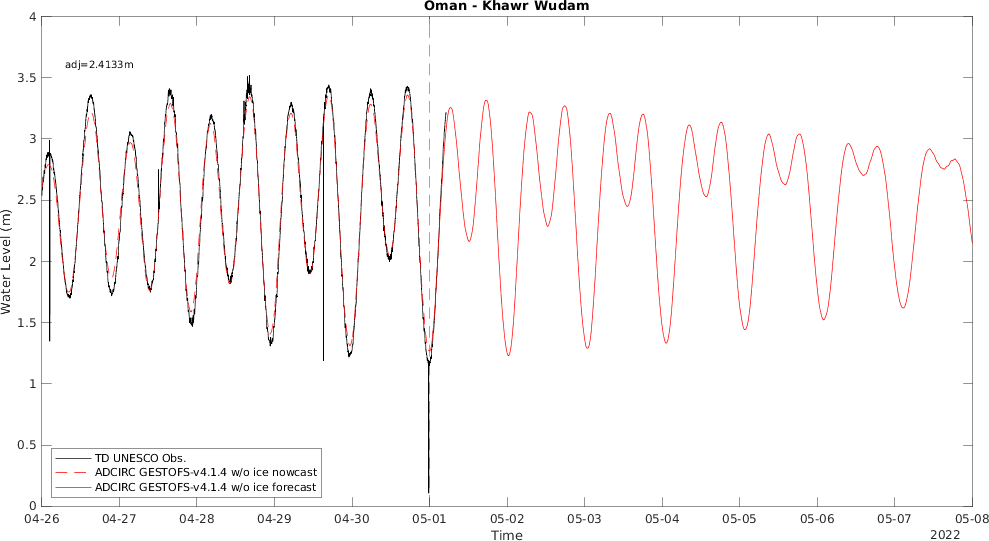 Oman - Khawr Wudam
adj=2.4133m
Water Level (m)
4
3.5
3
2.5
2
1.5
1
0.5
0
TD UNESCO Obs.
ADCIRC GESTOFS-v4.1.4 w/o ice nowcast
ADCIRC GESTOFS-v4.1.4 w/o ice forecast
04-26 04-27 04-28 04-29 04-30 05-01 05-02 05-03 05-04 05-05 05-06 05-07 05-08
Time
2022